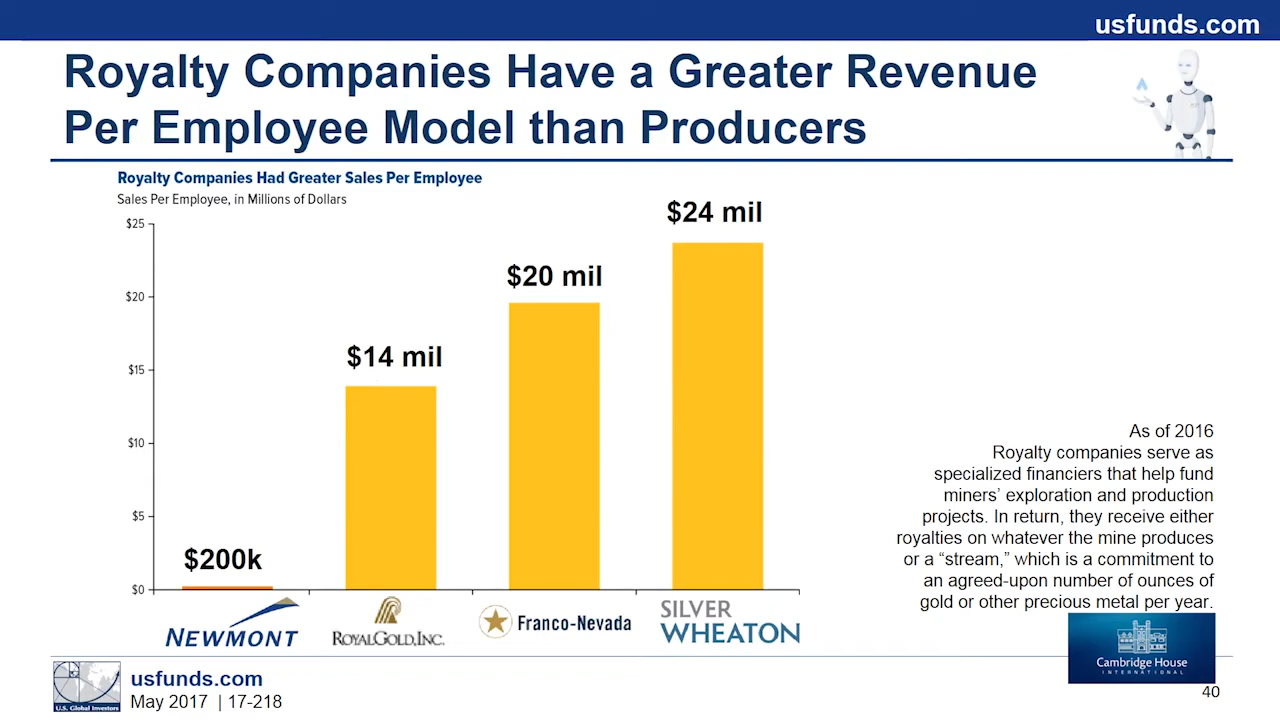 usfunds.com
Royalty Companies Have a Greater Revenue
Per Employee Model than Producers
Royalty Companies Had Greater Sales Per Employee
Sales Per Employee, in Millions of Dollars
$25
$20
$15
$10
$5
$0
$200k
$14 mil
$20 mil
$24 mil
NEWMONT
ROYAL GOLD, INC.
Franco-Nevada
SILVER
WHEATON
As of 2016
Royalty companies serve as
specialized financiers that help fund
miners’ exploration and production
projects. In return, they receive either
royalties on whatever the mine produces
or a “stream,” which is a commitment to
an agreed-upon number of ounces of
gold or other precious metal per year.
Cambridge House
INTERNATIONAL
U.S. Global Investors
usfunds.com
May 2017 | 17-218
40